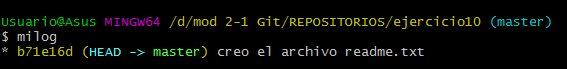 Usuario@Asus MINGW64 /d/mod 2-1 Git/REPOSITORIOS/ejercicio10 (master)
$ milog
* b71e16d (HEAD -> master) creo el archivo readme.txt